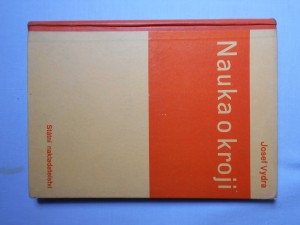 Josef Vydra
Nauka o kroji
Státní nakladatelství